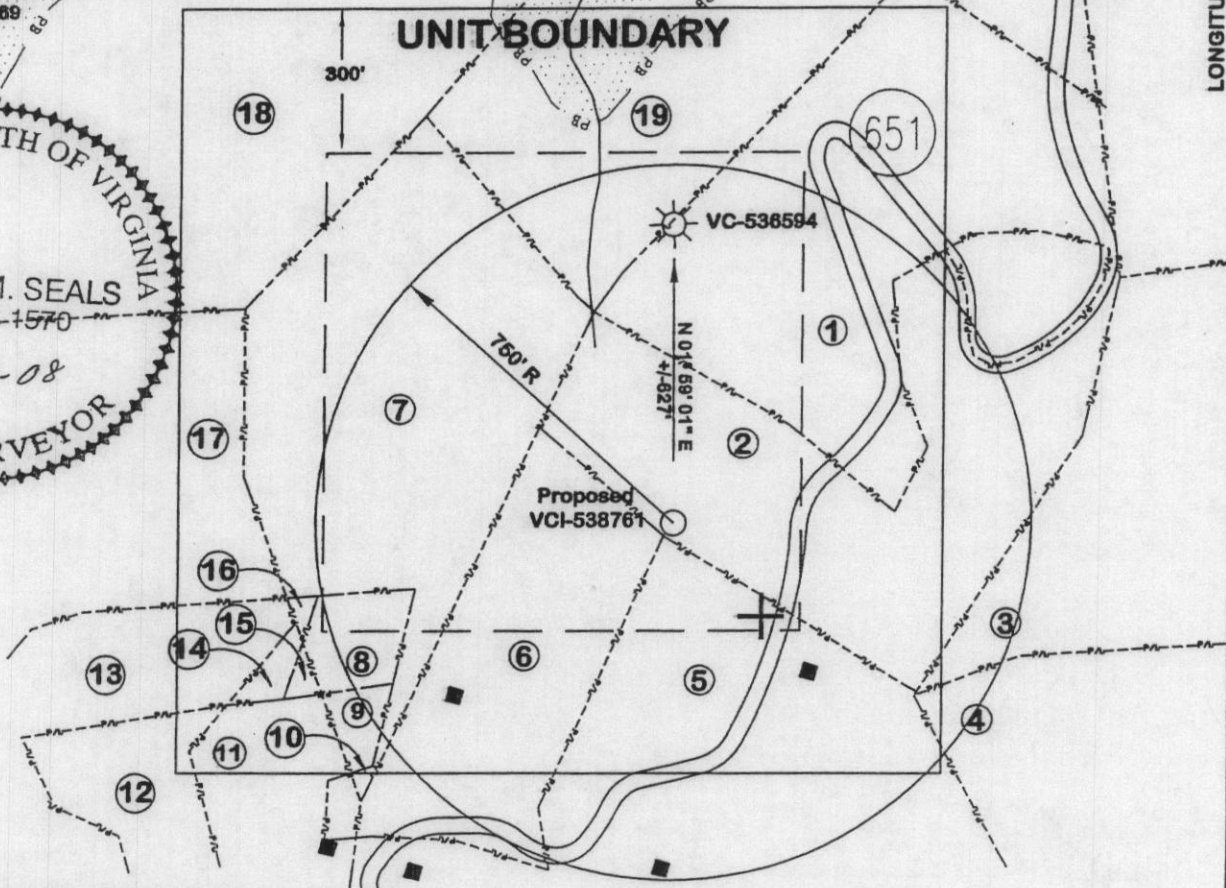 69
UNIT BOUNDARY
LONGITU
300'
18
19
651
TH OF VIRGINIA
VC-536594
1. SEALS
1570
-08
RVEYOR
1
750' R
N 01° 59' 01" E
+/-627'
7
17
2
Proposed
VCI-538761
16
15
14
13
8
6
5
3
9
4
10
11
12